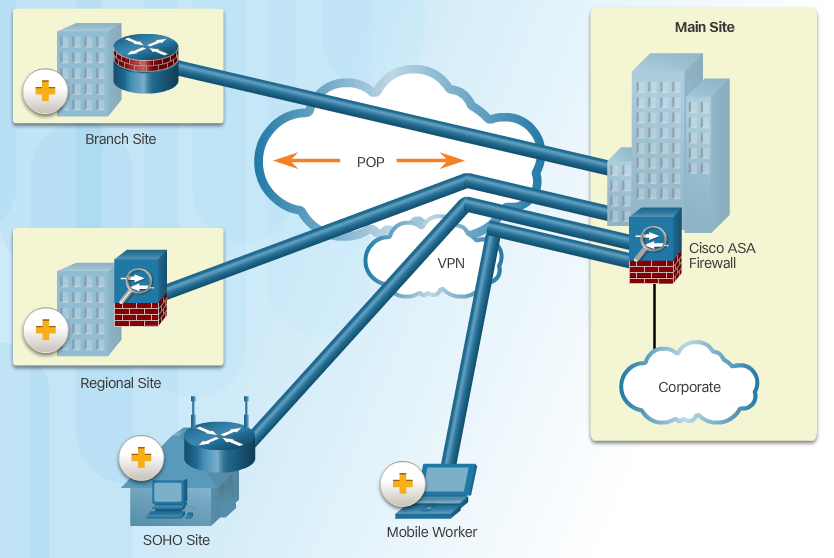 Main Site
Branch Site
POP
Cisco ASA
Firewall
VPN
Regional Site
Corporate
Mobile Worker
SOHO Site